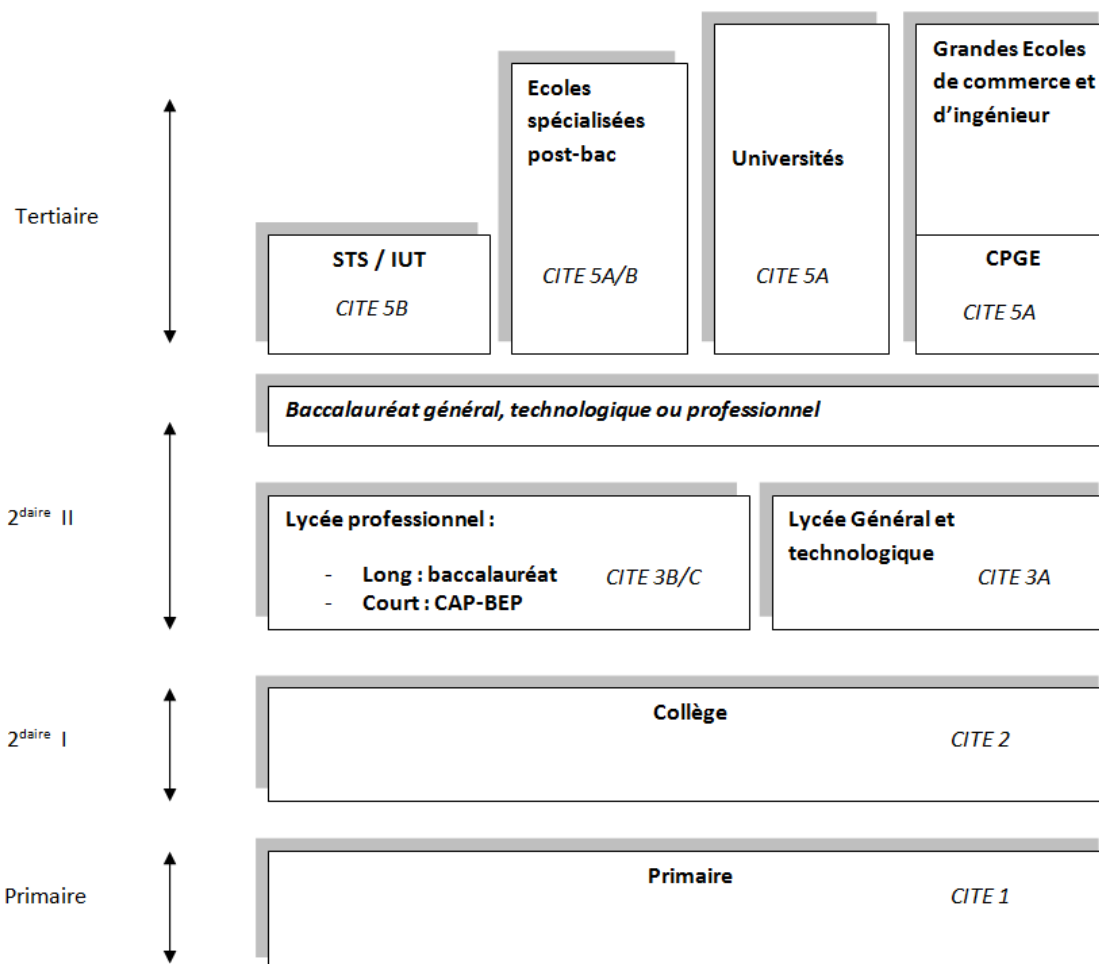 Tertiaire
Ecoles
spécialisées
post-bac
CITE 5A/B
Universités
CITE 5A
Grandes Ecoles
de commerce et
d’ingénieur
CPGE
CITE 5A
STS / IUT
CITE 5B
Baccalauréat général, technologique ou professionnel
2daire II
Lycée professionnel :
- Long : baccalauréat
- Court : CAP-BEP
CITE 3B/C
Lycée Général et
technologique
CITE 3A
2daire I
Collège
CITE 2
Primaire
Primaire
CITE 1